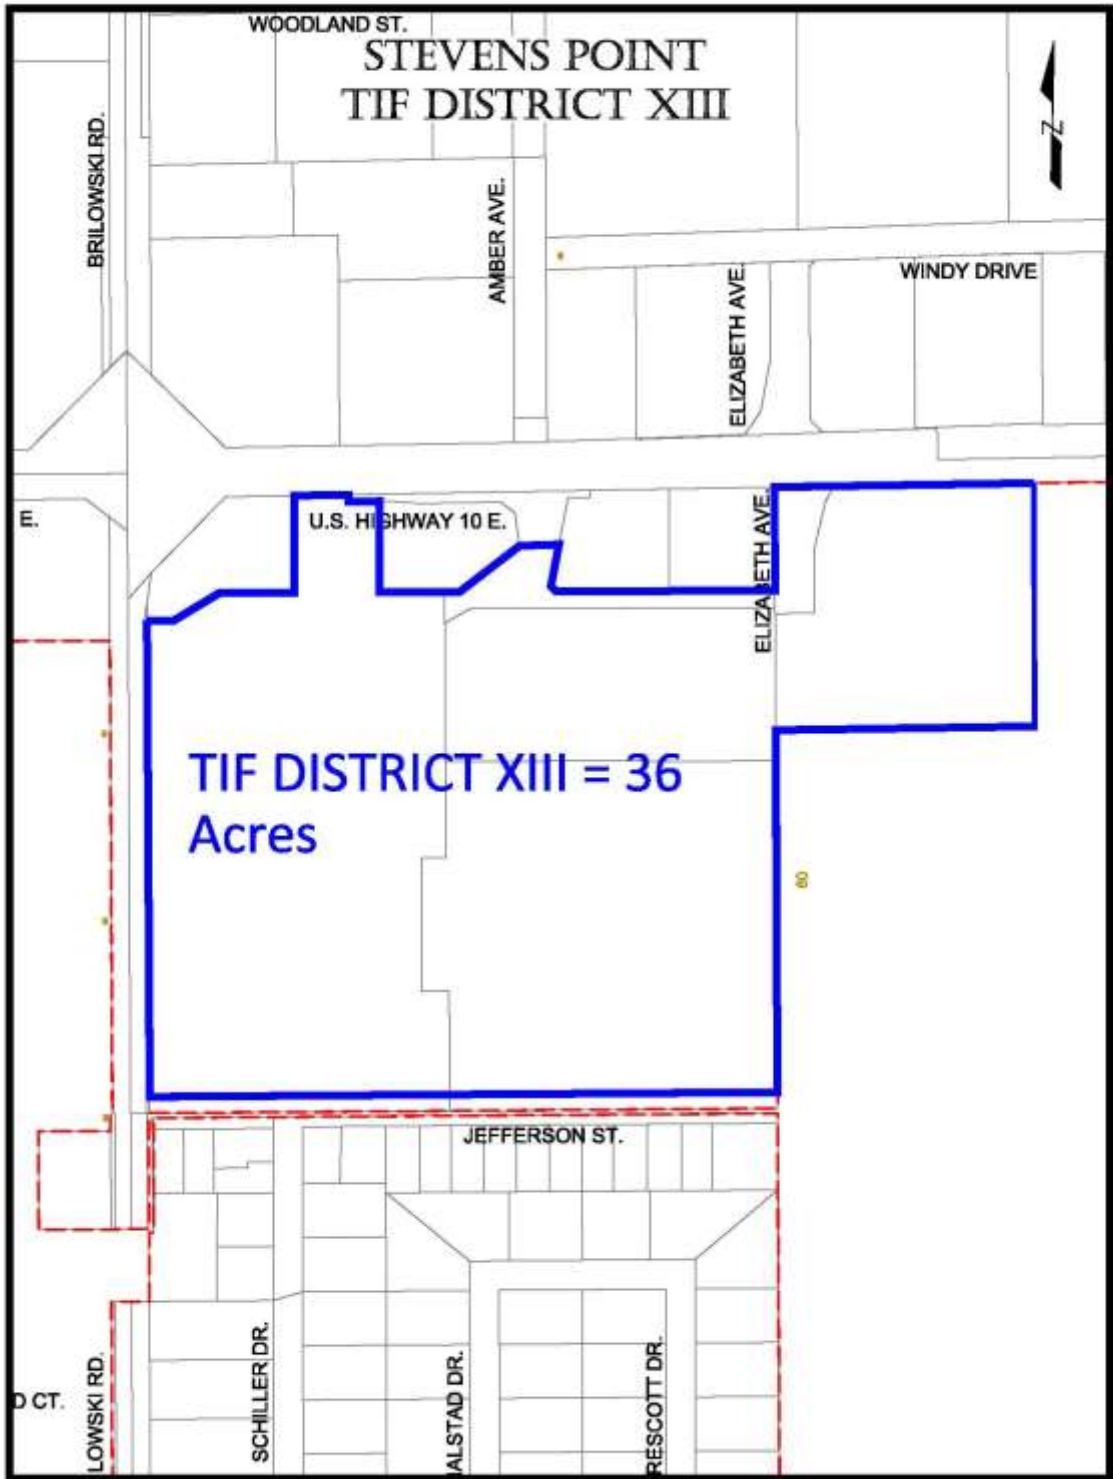 WOODLAND ST.
STEVENS POINT
TIF DISTRICT XIII
BRILOWSKI RD.
AMBER AVE.
N
ELIZABETH AVE.
WINDY DRIVE
E.
U.S. HIGHWAY 10 E.
ELIZABETH AVE.
TIF DISTRICT XIII = 36
Acres
60
JEFFERSON ST.
D CT.
LOWSKI RD.
SCHILLER DR.
ALSTAD DR.
RESCOTT DR.